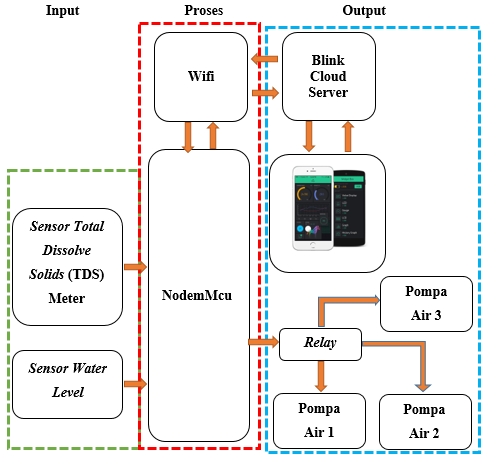 Input
Proses
Output
Wifi
Blink
Cloud
Server
Sensor Total
Dissolve
Solids (TDS)
Meter
NodemMcu
Sensor Water
Level
Relay
Pompa
Air 3
Pompa
Air 1
Pompa
Air 2